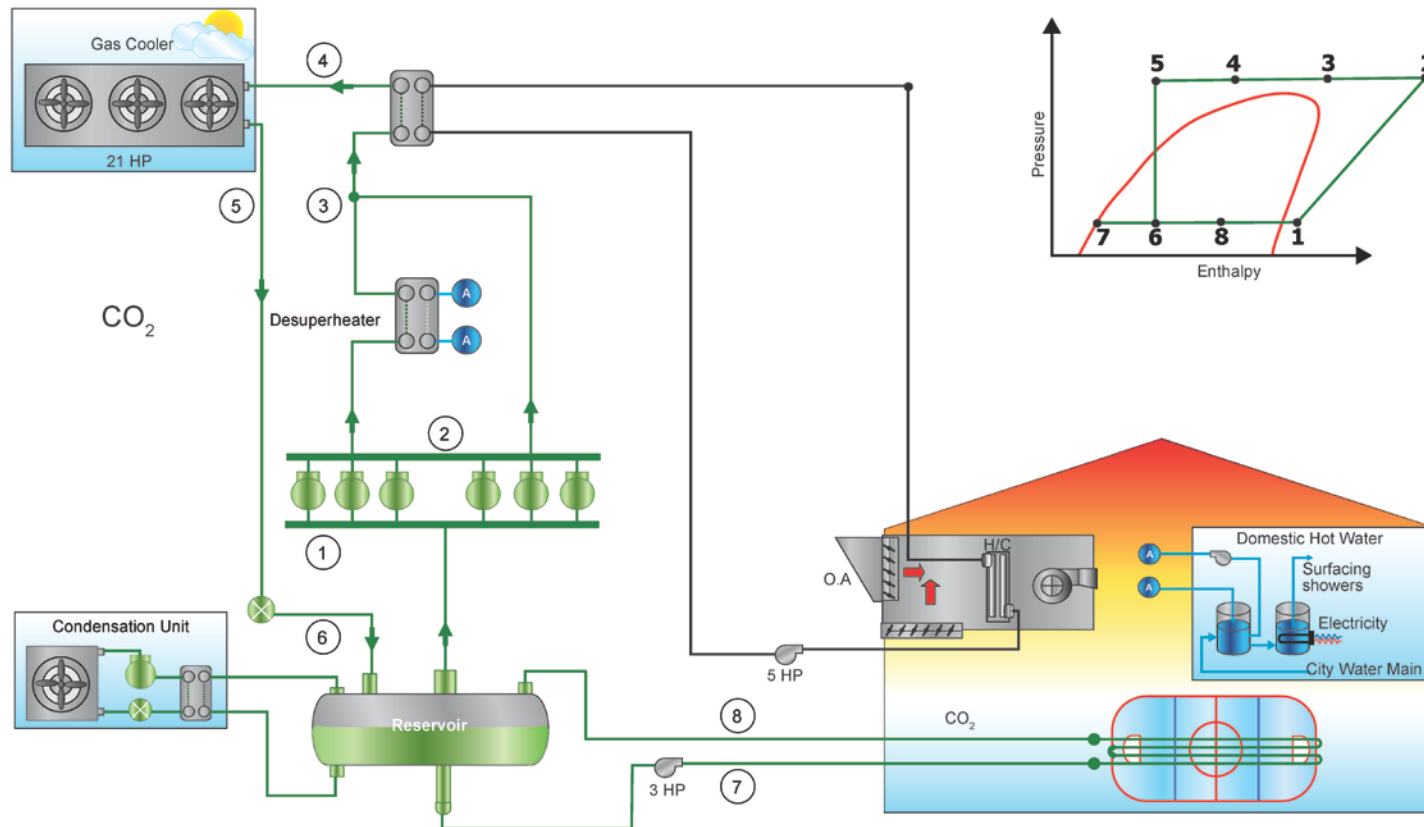 Gas Cooler
21 HP
4
5
3
CO2
Desuperheater
A
A
2
1
6
Condensation Unit
Reservoir
8
7
3 HP
5 HP
CO2
O.A
H/C
A
A
Domestic Hot Water
Surfacing
showers
Electricity
City Water Main
Pressure
5 4 3
7 6 8 1
Enthalpy